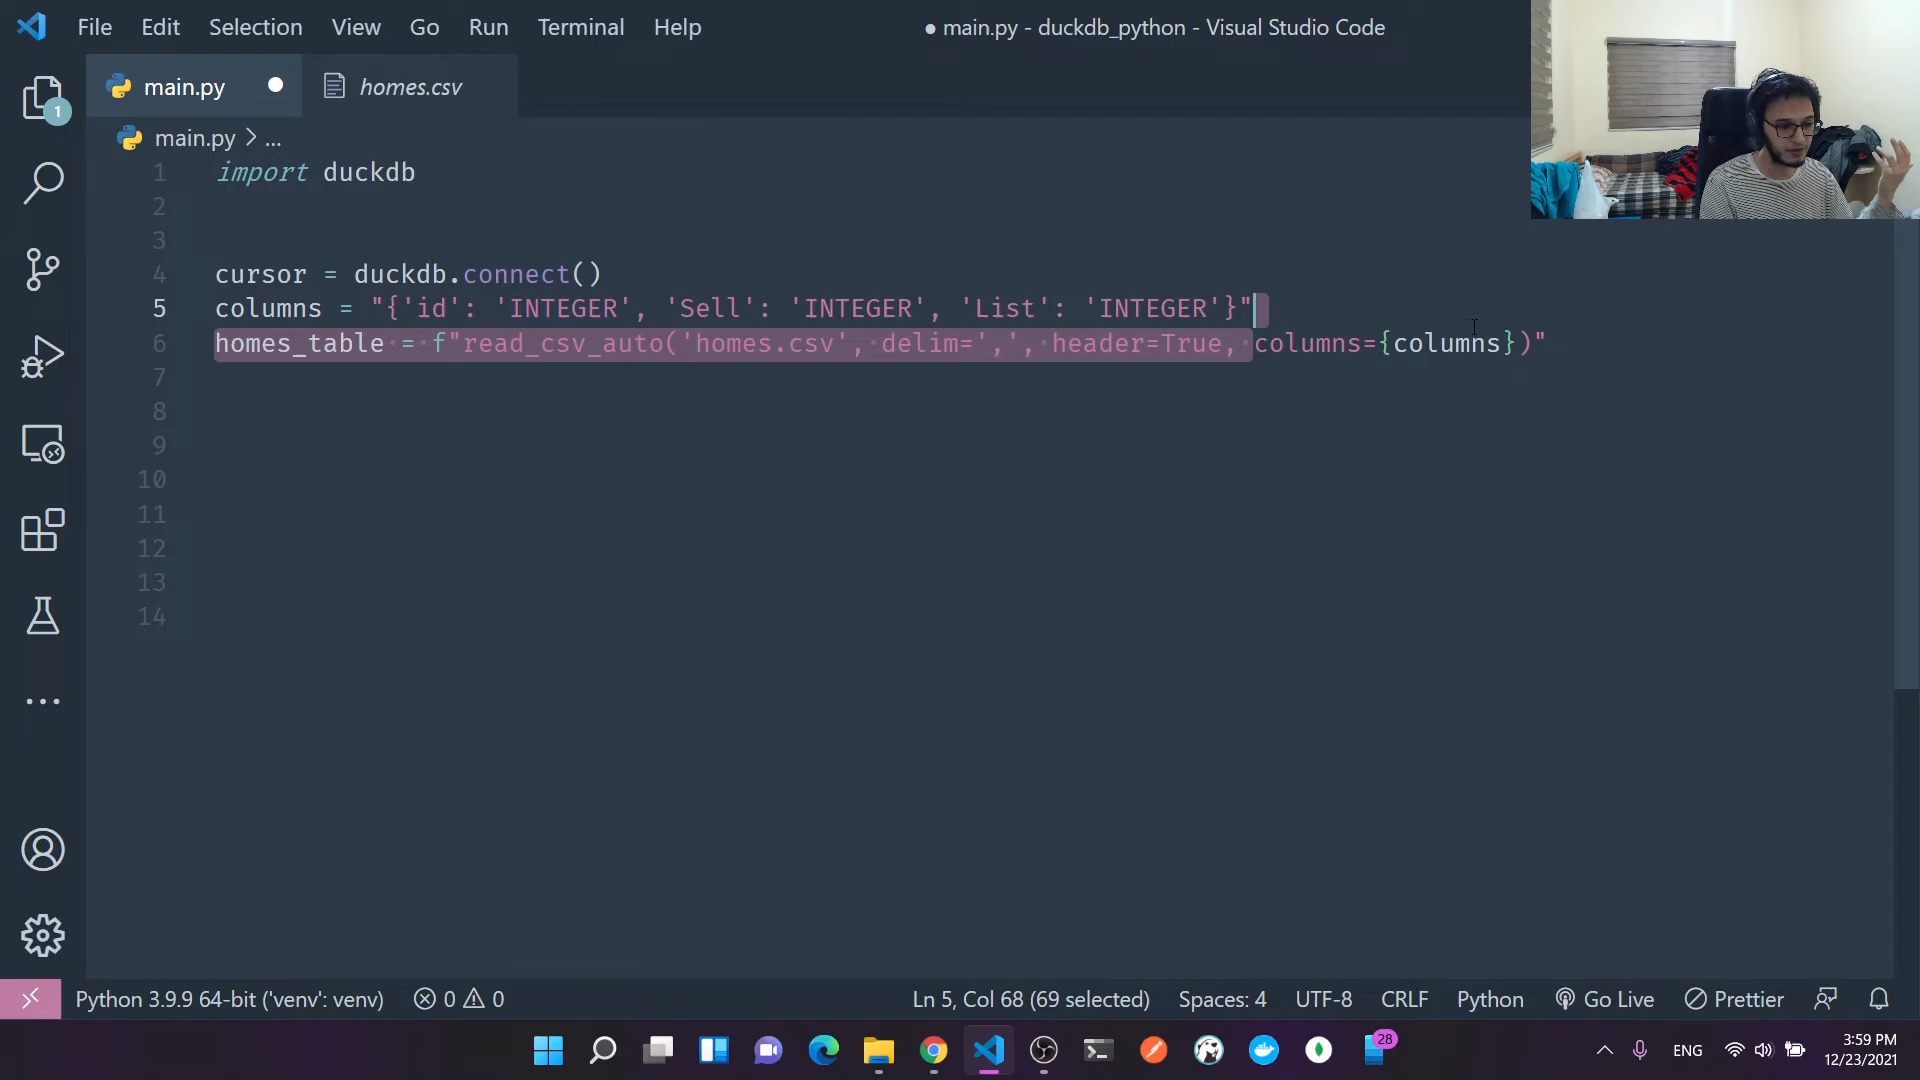 File Edit Selection View Go Run Terminal Help
● main.py - duckdb_python - Visual Studio Code
main.py
homes.csv
1
main.py > ...
1 import duckdb
2
3
4 cursor = duckdb.connect()
5 columns = "{'id': 'INTEGER', 'Sell': 'INTEGER', 'List': 'INTEGER'}"
6 homes_table = f"read_csv_auto('homes.csv', delim=',', header=True, columns={columns})"
7
8
9
10
11
12
13
14
Python 3.9.9 64-bit ('venv': venv) 0 0 Ln 5, Col 68 (69 selected) Spaces: 4 UTF-8 CRLF Python Go Live Prettier
28
ENG
3:59 PM
12/23/2021